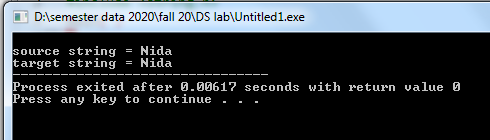 D:\semester data 2020\fall 20\DS lab\Untitled1.exe
source string = Nida
target string = Nida
--------------------------------
Process exited after 0.00617 seconds with return value 0
Press any key to continue . . .